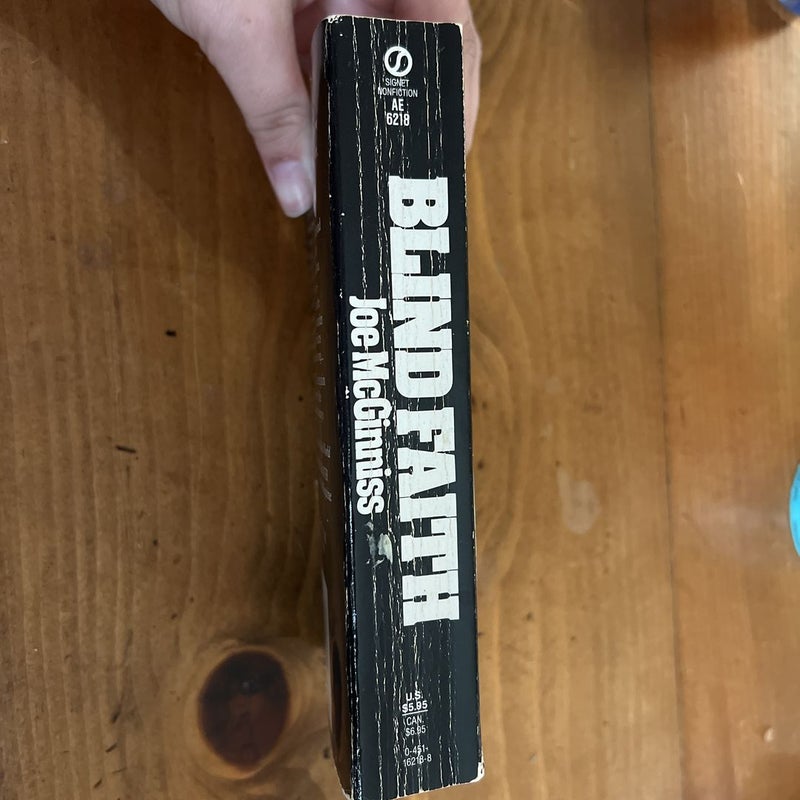 SIGNET
NONFICTION
AE
6218
BLIND FAITH
Joe McGinniss
U.S.
$5.95
CAN.
$6.95
0-451-
16218-8